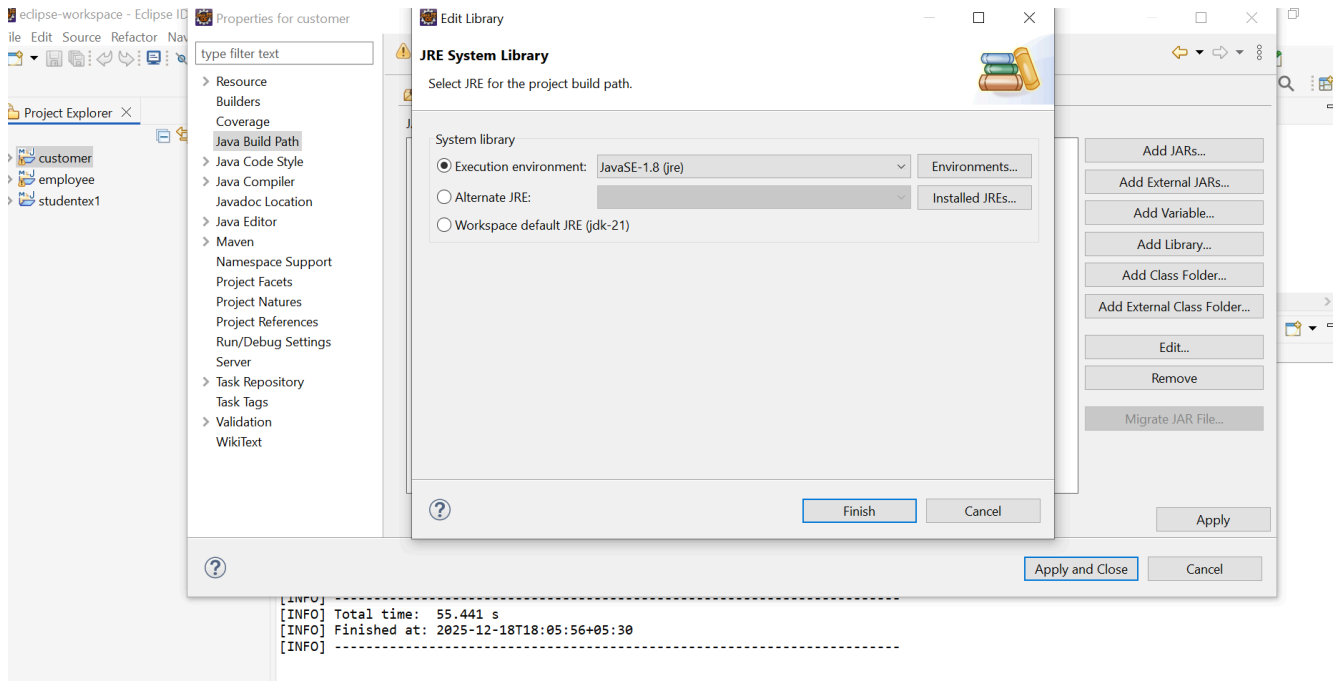 eclipse-workspace - Eclipse ID
ile Edit Source Refactor Nav
Project Explorer
customer
employee
studentex1
Properties for customer
type filter text
Resource
Builders
Coverage
Java Build Path
Java Code Style
Java Compiler
Javadoc Location
Java Editor
Maven
Namespace Support
Project Facets
Project Natures
Project References
Run/Debug Settings
Server
Task Repository
Task Tags
Validation
WikiText
Edit Library
JRE System Library
Select JRE for the project build path.
System library
Execution environment: JavaSE-1.8 (jre) Environments...
Alternate JRE: Installed JREs...
Workspace default JRE (jdk-21)
Finish Cancel
Add JARs...
Add External JARs...
Add Variable...
Add Library...
Add Class Folder...
Add External Class Folder...
Edit...
Remove
Migrate JAR File...
Apply
Apply and Close Cancel
[INFO] ------------------------------------------------------------------------
[INFO] Total time:  55.441 s
[INFO] Finished at: 2025-12-18T18:05:56+05:30
[INFO] ------------------------------------------------------------------------